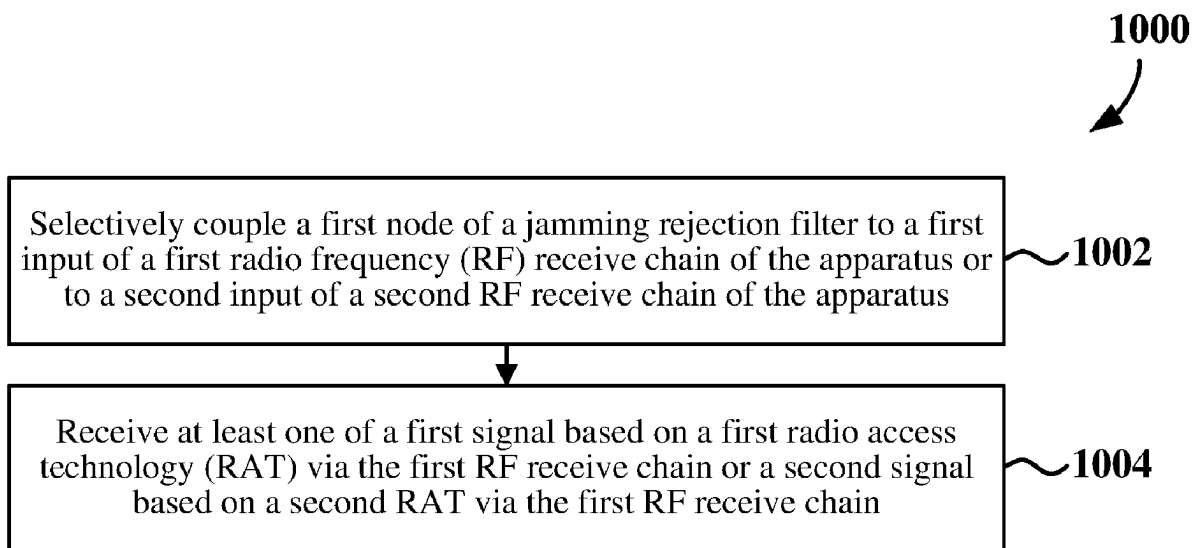 1000
Selectively couple a first node of a jamming rejection filter to a first
input of a first radio frequency (RF) receive chain of the apparatus or
to a second input of a second RF receive chain of the apparatus
1002
Receive at least one of a first signal based on a first radio access
technology (RAT) via the first RF receive chain or a second signal
based on a second RAT via the first RF receive chain
1004